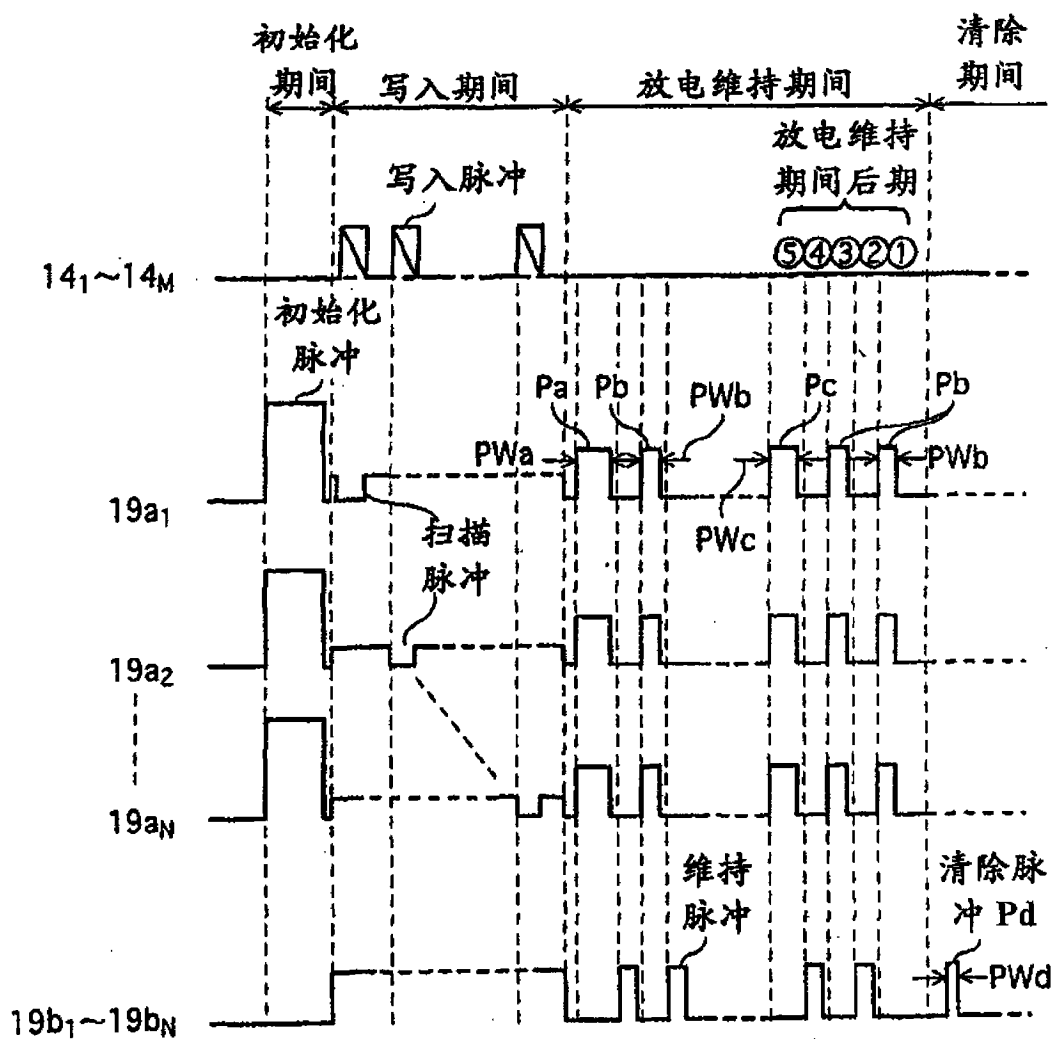 初始化
期间
写入期间
放电维持期间
清除
期间
放电维持
期间后期
写入脉冲
⑤④③②①
14₁~14M
初始化
脉冲
Pa
Pb
PWb
Pc
Pb
PWa
PWb
PWc
19a₁
扫描
脉冲
19a₂
19aN
维持
脉冲
清除脉
冲 Pd
PWd
19b₁~19bN